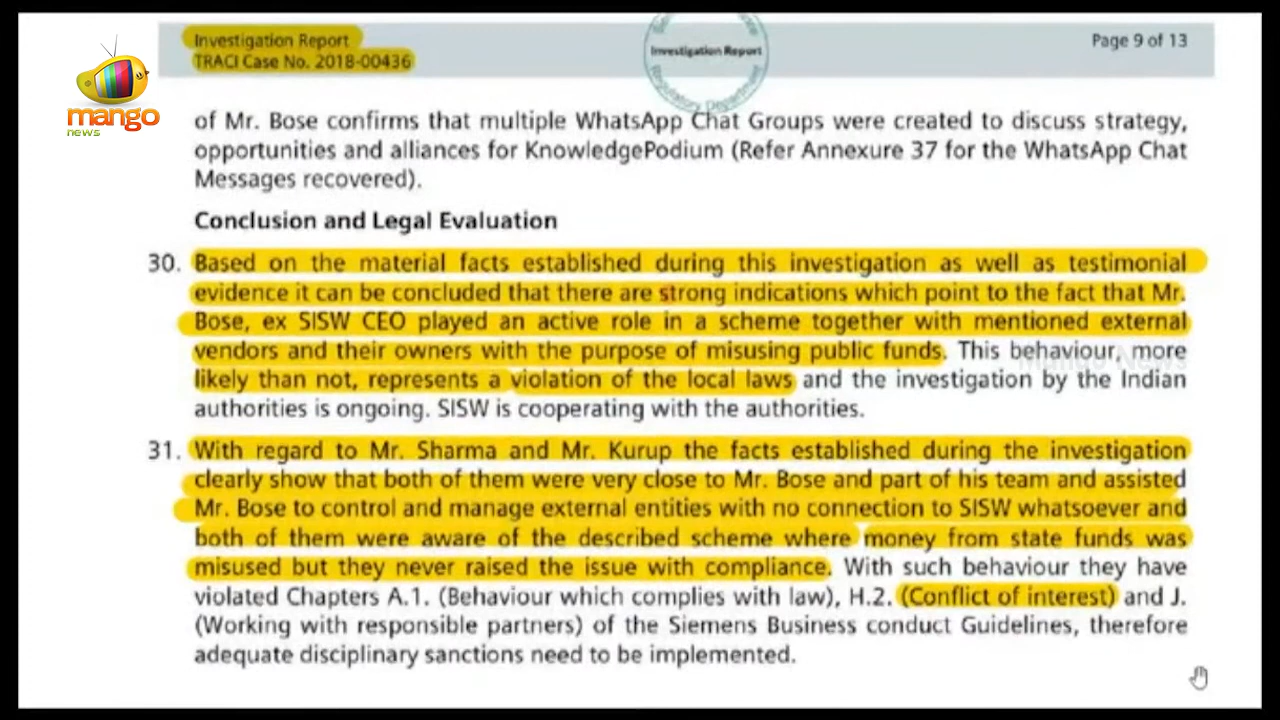 mango
news
Investigation Report
TRACI Case No. 2018-00436
Investigation Report
Regulatory Department
Page 9 of 13
of Mr. Bose confirms that multiple WhatsApp Chat Groups were created to discuss strategy,
opportunities and alliances for KnowledgePodium (Refer Annexure 37 for the WhatsApp Chat
Messages recovered).
Conclusion and Legal Evaluation
30. Based on the material facts established during this investigation as well as testimonial
evidence it can be concluded that there are strong indications which point to the fact that Mr.
Bose, ex SISW CEO played an active role in a scheme together with mentioned external
vendors and their owners with the purpose of misusing public funds. This behaviour, more
likely than not, represents a violation of the local laws and the investigation by the Indian
authorities is ongoing. SISW is cooperating with the authorities.
Mango News
31. With regard to Mr. Sharma and Mr. Kurup the facts established during the investigation
clearly show that both of them were very close to Mr. Bose and part of his team and assisted
Mr. Bose to control and manage external entities with no connection to SISW whatsoever and
both of them were aware of the described scheme where money from state funds was
misused but they never raised the issue with compliance. With such behaviour they have
violated Chapters A.1. (Behaviour which complies with law), H.2. (Conflict of interest) and J.
(Working with responsible partners) of the Siemens Business conduct Guidelines, therefore
adequate disciplinary sanctions need to be implemented.